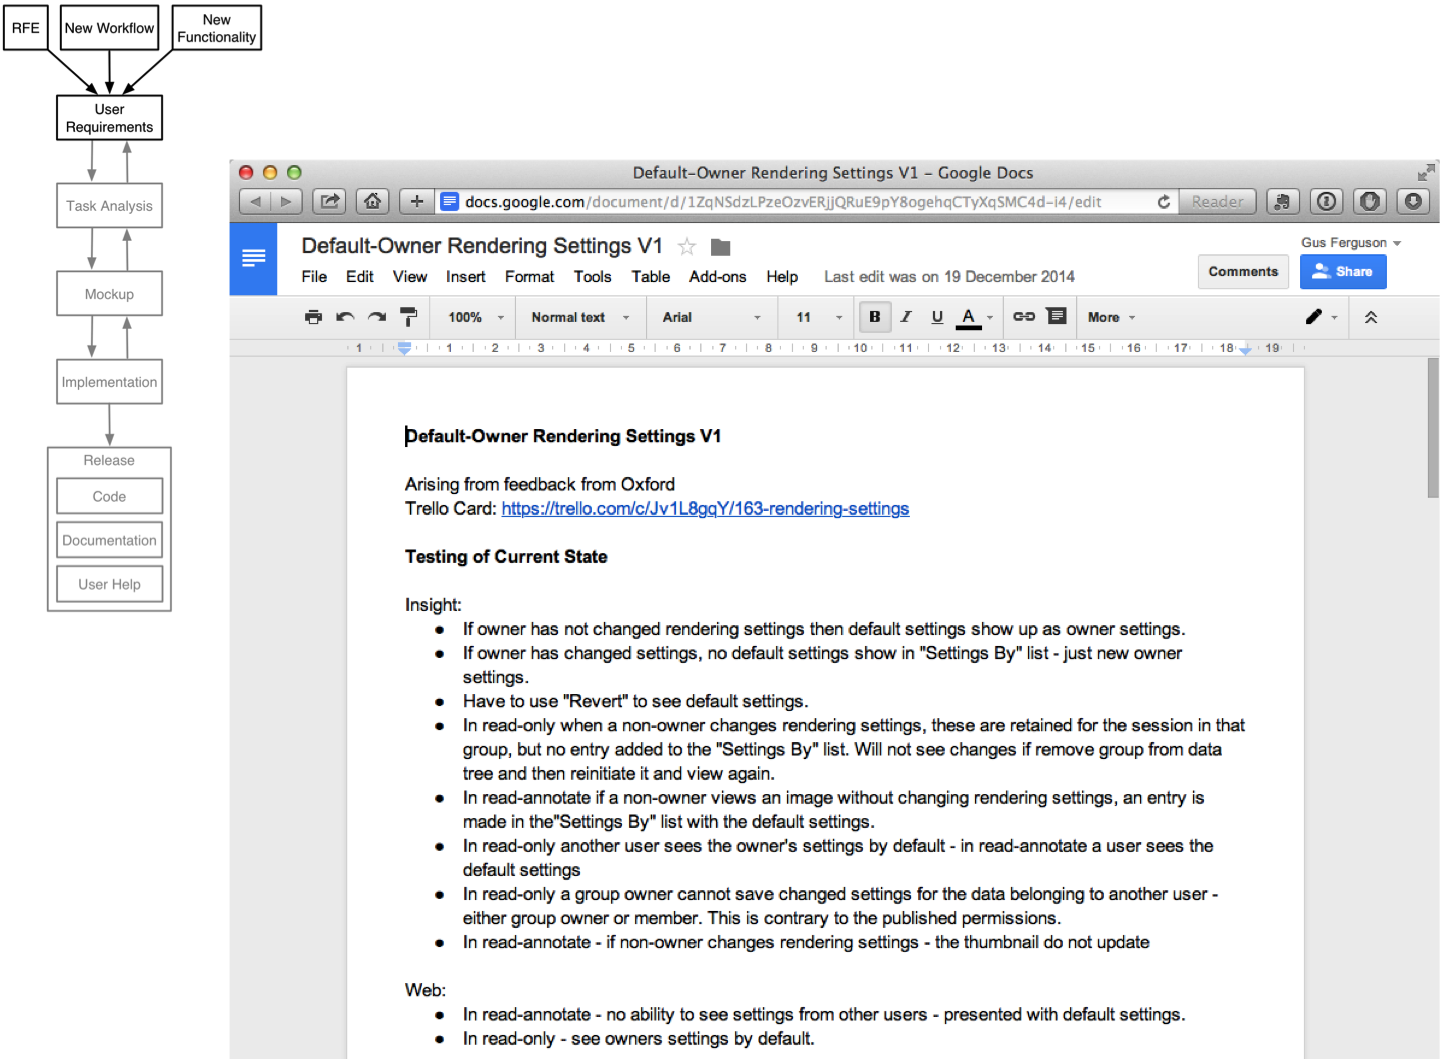 RFE
New Workflow
New
Functionality
User
Requirements
Task Analysis
Mockup
Implementation
Release
Code
Documentation
User Help
Default-Owner Rendering Settings V1 – Google Docs
docs.google.com/document/d/1ZqNSdzLPzeOzvERjjQRuE9pY8ogehqCTyXqSMC4d-i4/edit
Reader
Default-Owner Rendering Settings V1
Gus Ferguson
File Edit View Insert Format Tools Table Add-ons Help Last edit was on 19 December 2014
Comments
Share
100% Normal text Arial 11 B I U A More
1 1 2 3 4 5 6 7 8 9 10 11 12 13 14 15 16 17 18 19
Default-Owner Rendering Settings V1
Arising from feedback from Oxford
Trello Card: https://trello.com/c/Jv1L8gqY/163-rendering-settings
Testing of Current State
Insight:
● If owner has not changed rendering settings then default settings show up as owner settings.
● If owner has changed settings, no default settings show in "Settings By" list - just new owner
settings.
● Have to use "Revert" to see default settings.
● In read-only when a non-owner changes rendering settings, these are retained for the session in that
group, but no entry added to the "Settings By" list. Will not see changes if remove group from data
tree and then reinitiate it and view again.
● In read-annotate if a non-owner views an image without changing rendering settings, an entry is
made in the"Settings By" list with the default settings.
● In read-only another user sees the owner's settings by default - in read-annotate a user sees the
default settings
● In read-only a group owner cannot save changed settings for the data belonging to another user -
either group owner or member. This is contrary to the published permissions.
● In read-annotate - if non-owner changes rendering settings - the thumbnail do not update
Web:
● In read-annotate - no ability to see settings from other users - presented with default settings.
● In read-only - see owners settings by default.